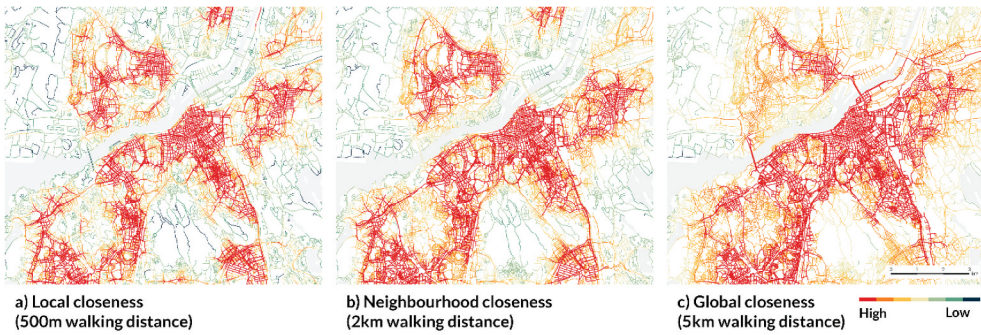 a) Local closeness
(500m walking distance)
b) Neighbourhood closeness
(2km walking distance)
c) Global closeness
(5km walking distance)
High
Low